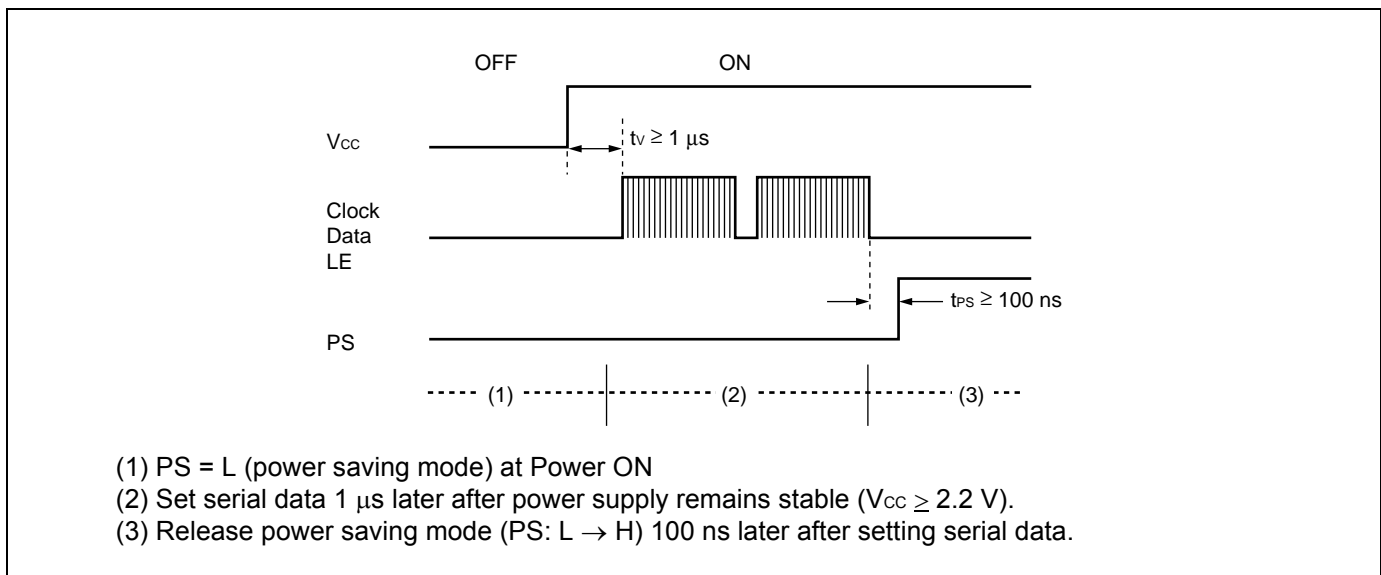 OFF ON
VCC
tV ≥ 1 μs
Clock
Data
LE
tPS ≥ 100 ns
PS
(1) (2) (3)
(1) PS = L (power saving mode) at Power ON
(2) Set serial data 1 μs later after power supply remains stable (VCC ≥ 2.2 V).
(3) Release power saving mode (PS: L → H) 100 ns later after setting serial data.